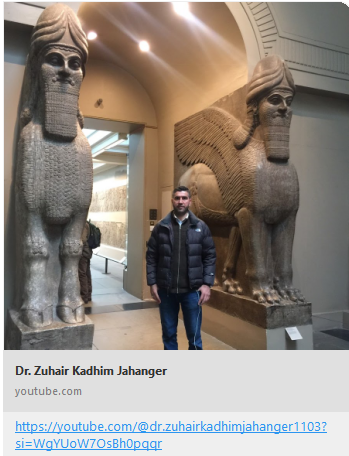 Dr. Zuhair Kadhim Jahanger
youtube.com
https://youtube.com/@dr.zuhairkadhimjahanger1103?
si=WgYUoW7OsBh0pqqr